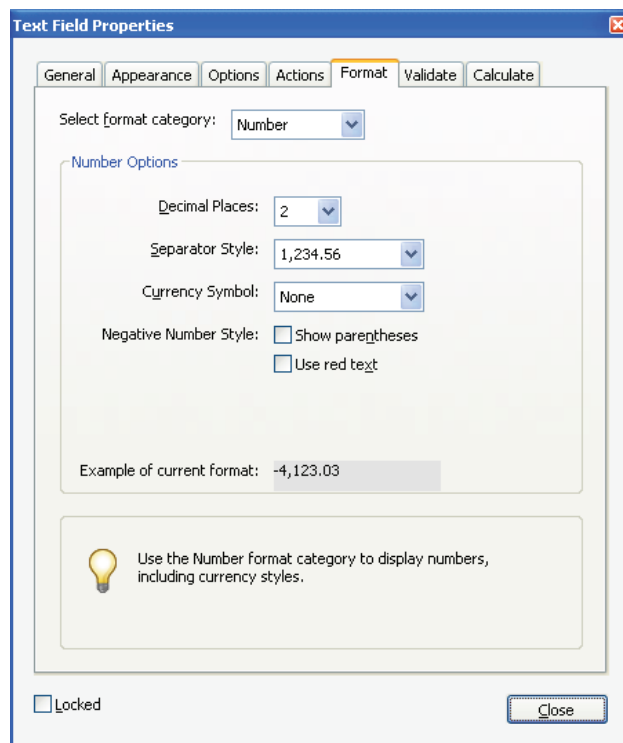 Text Field Properties
General Appearance Options Actions Format Validate Calculate
Select format category: Number
Number Options
Decimal Places: 2
Separator Style: 1,234.56
Currency Symbol: None
Negative Number Style: Show parentheses
Use red text
Example of current format: -4,123.03
Use the Number format category to display numbers,
including currency styles.
Locked
Close